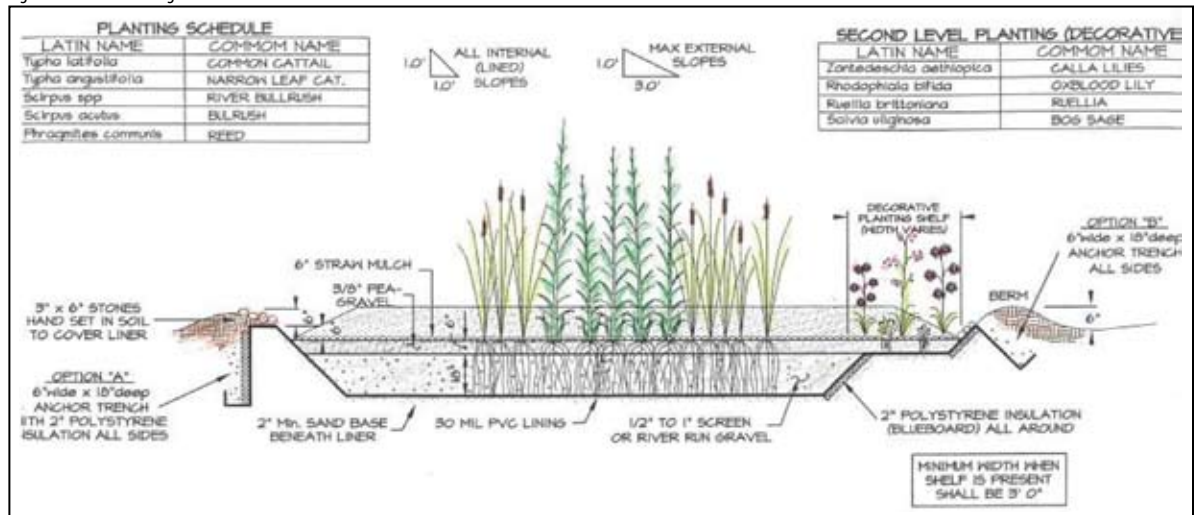 PLANTING SCHEDULE
LATIN NAME COMMOM NAME
Typha latifolia COMMON CATTAIL
Typha angustifolia NARROW LEAF CAT.
Scirpus spp RIVER BULLRUSH
Scirpus acutus BULRUSH
Phragmites communis REED
1.0'
1.0'
ALL INTERNAL
(LINED)
SLOPES
1.0'
3.0'
MAX EXTERNAL
SLOPES
SECOND LEVEL PLANTING (DECORATIVE
LATIN NAME COMMOM NAME
Zantedeschia aethiopica CALLA LILIES
Rhodophiala bifida OXBLOOD LILY
Ruellia brittoniana RUELLIA
Salvia uliginosa BOG SAGE
DECORATIVE
PLANTING SHELF
(WIDTH VARIES)
OPTION "B"
6"wide x 18"deep
ANCHOR TRENCH
ALL SIDES
BERM
6"
6" STRAW MULCH
3/8" PEA-
GRAVEL
3" x 6" STONES
HAND SET IN SOIL
TO COVER LINER
OPTION "A"
6"wide x 18"deep
ANCHOR TRENCH
ITH 2" POLYSTYRENE
NSULATION ALL SIDES
2" Min. SAND BASE
BENEATH LINER
30 MIL PVC LINING
1/2" TO 1" SCREEN
OR RIVER RUN GRAVEL
2" POLYSTYRENE INSULATION
(BLUEBOARD) ALL AROUND
MINIMUM WIDTH WHEN
SHELF IS PRESENT
SHALL BE 3' 0"